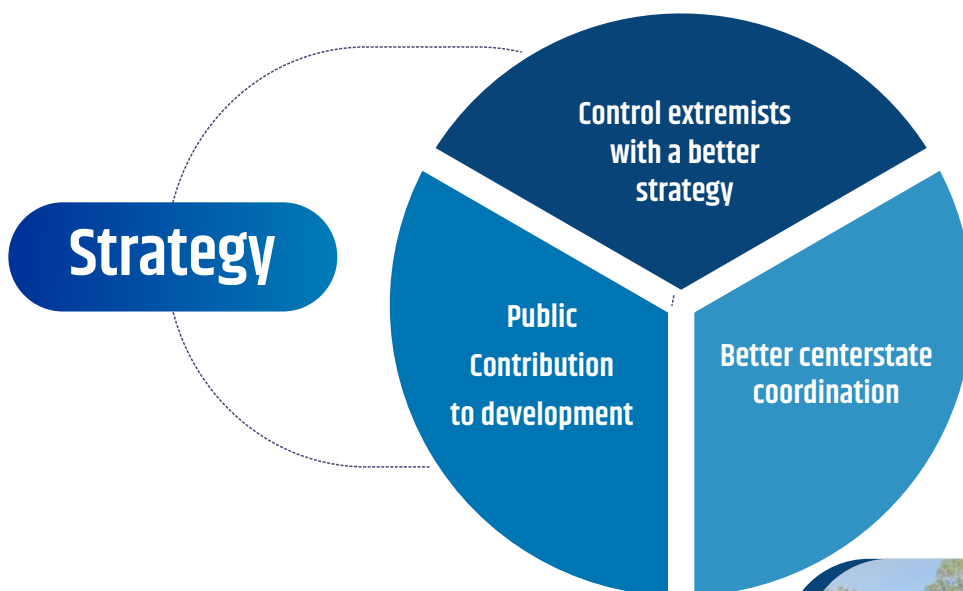 Strategy
Control extremists
with a better
strategy
Public
Contribution
to development
Better centerstate
coordination